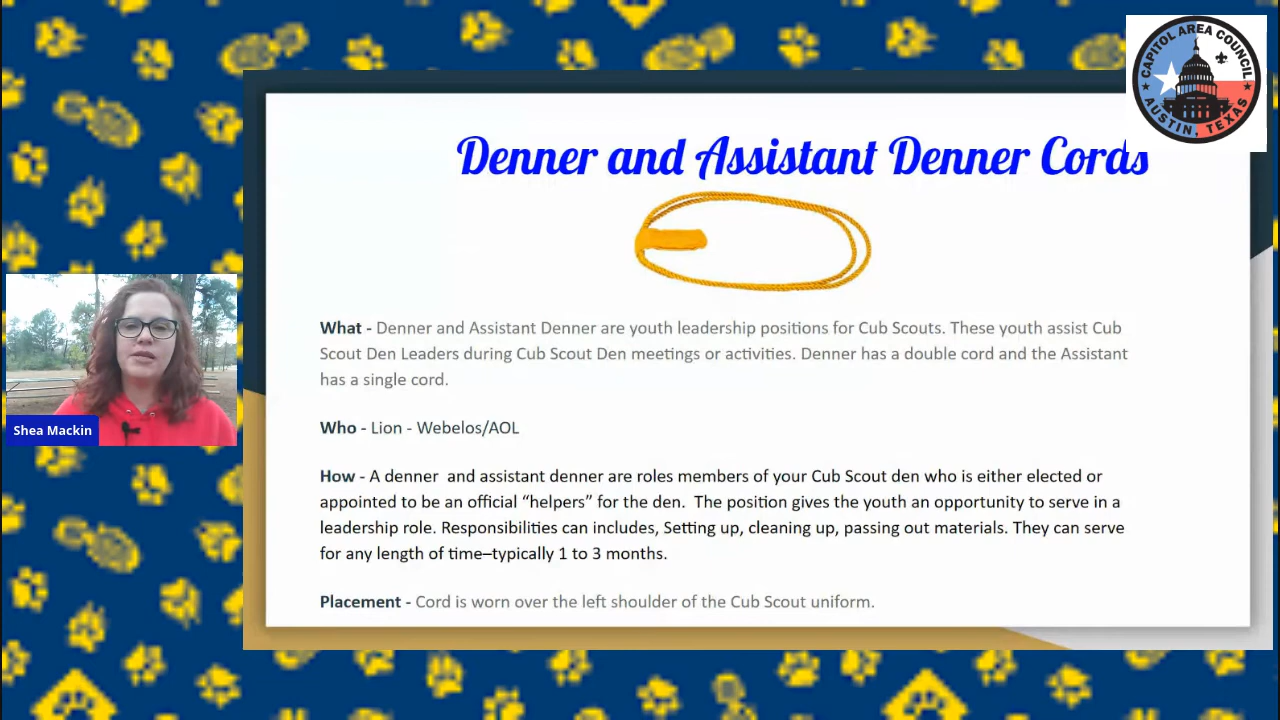 CAPITOL AREA COUNCIL
AUSTIN, TEXAS
Denner and Assistant Denner Cords
What - Denner and Assistant Denner are youth leadership positions for Cub Scouts. These youth assist Cub
Scout Den Leaders during Cub Scout Den meetings or activities. Denner has a double cord and the Assistant
has a single cord.
Who - Lion - Webelos/AOL
How - A denner and assistant denner are roles members of your Cub Scout den who is either elected or
appointed to be an official “helpers” for the den. The position gives the youth an opportunity to serve in a
leadership role. Responsibilities can includes, Setting up, cleaning up, passing out materials. They can serve
for any length of time–typically 1 to 3 months.
Placement - Cord is worn over the left shoulder of the Cub Scout uniform.
Shea Mackin